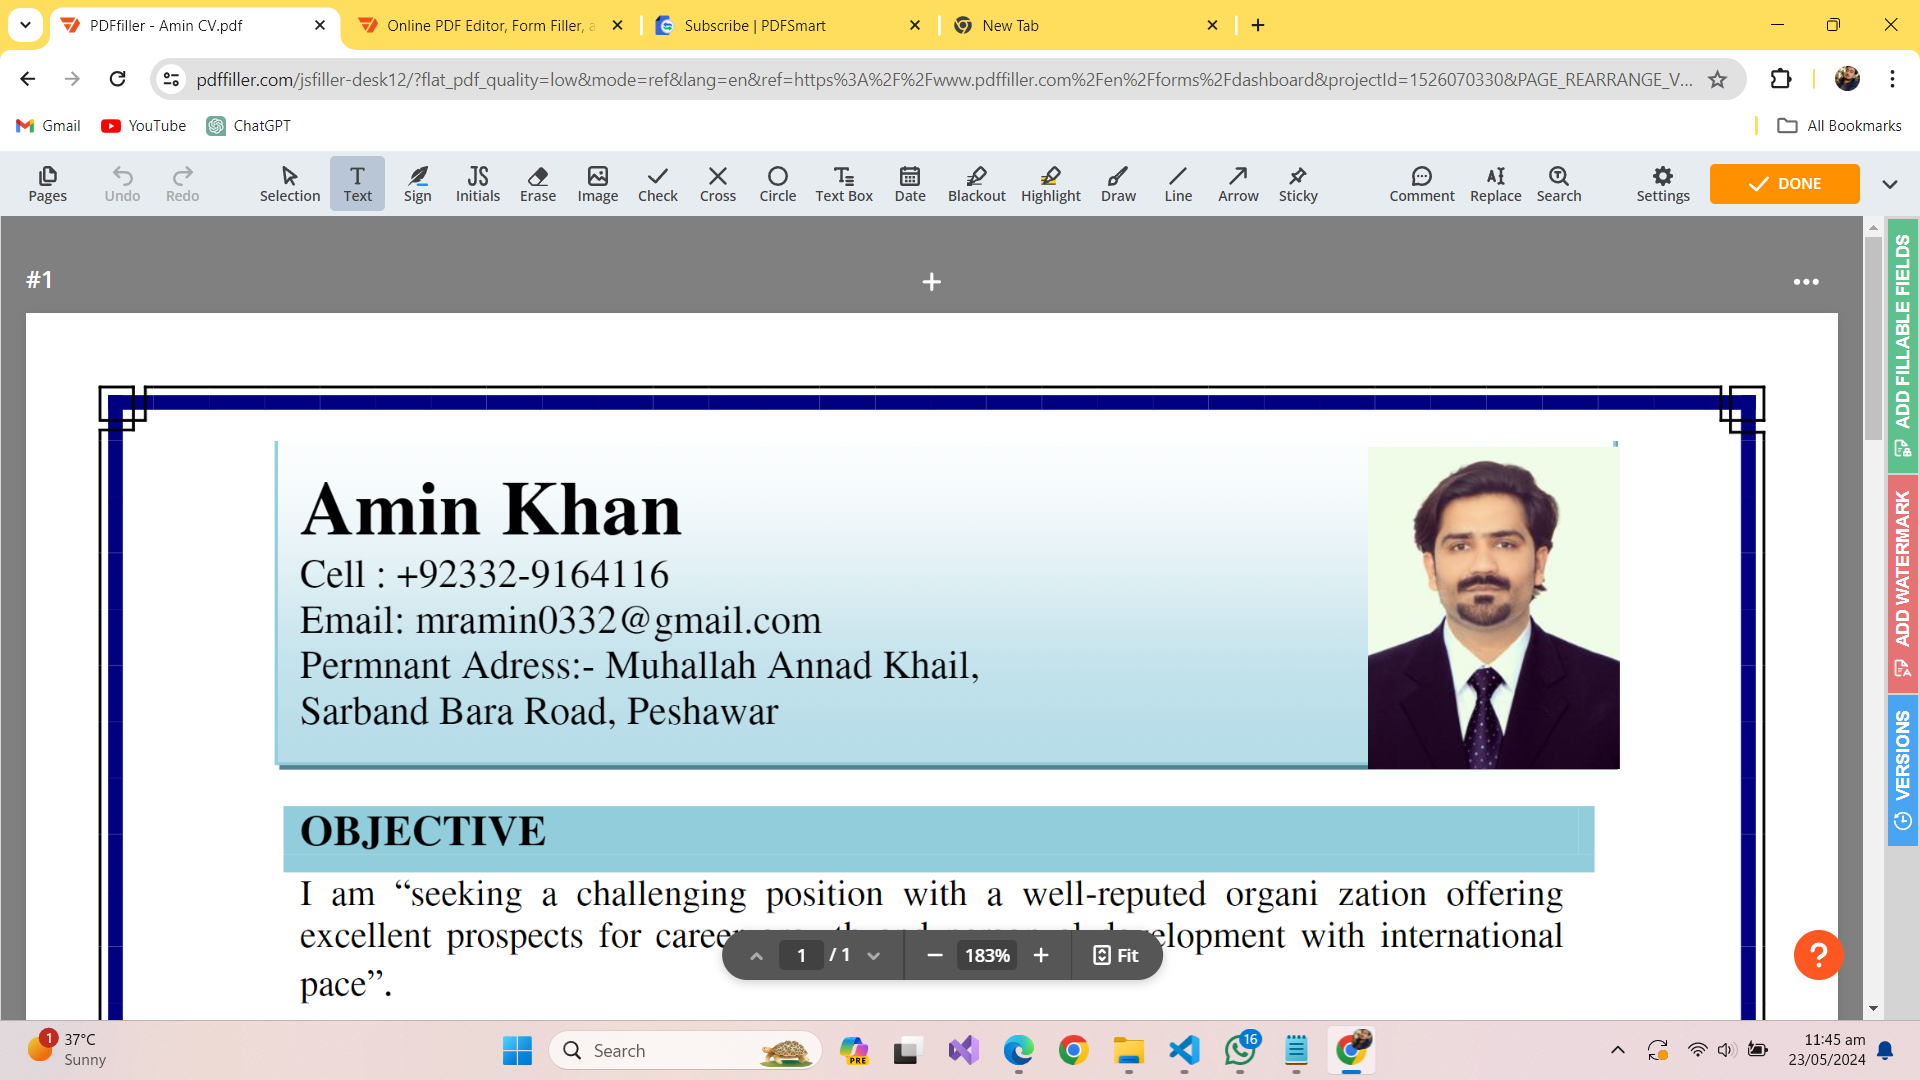 PDFfiller - Amin CV.pdf
Online PDF Editor, Form Filler, a
Subscribe | PDFSmart
New Tab
pdffiller.com/jsfiller-desk12/?flat_pdf_quality=low&mode=ref&lang=en&ref=https%3A%2F%2Fwww.pdffiller.com%2Fen%2Fforms%2Fdashboard&projectId=1526070330&PAGE_REARRANGE_V...
Gmail
YouTube
ChatGPT
All Bookmarks
Pages
Undo
Redo
Selection
Text
Sign
JS
Initials
Erase
Image
Check
Cross
Circle
Text Box
Date
Blackout
Highlight
Draw
Line
Arrow
Sticky
Comment
Replace
Search
Settings
DONE
#1
ADD FILLABLE FIELDS
ADD WATERMARK
VERSIONS
Amin Khan
Cell : +92332-9164116
Email: mramin0332@gmail.com
Permnant Adress:- Muhallah Annad Khail,
Sarband Bara Road, Peshawar
OBJECTIVE
I am “seeking a challenging position with a well-reputed organi zation offering
excellent prospects for career development with international
pace”.
1 / 1
183%
Fit
?
1
37°C
Sunny
Search
PRE
16
11:45 am
23/05/2024